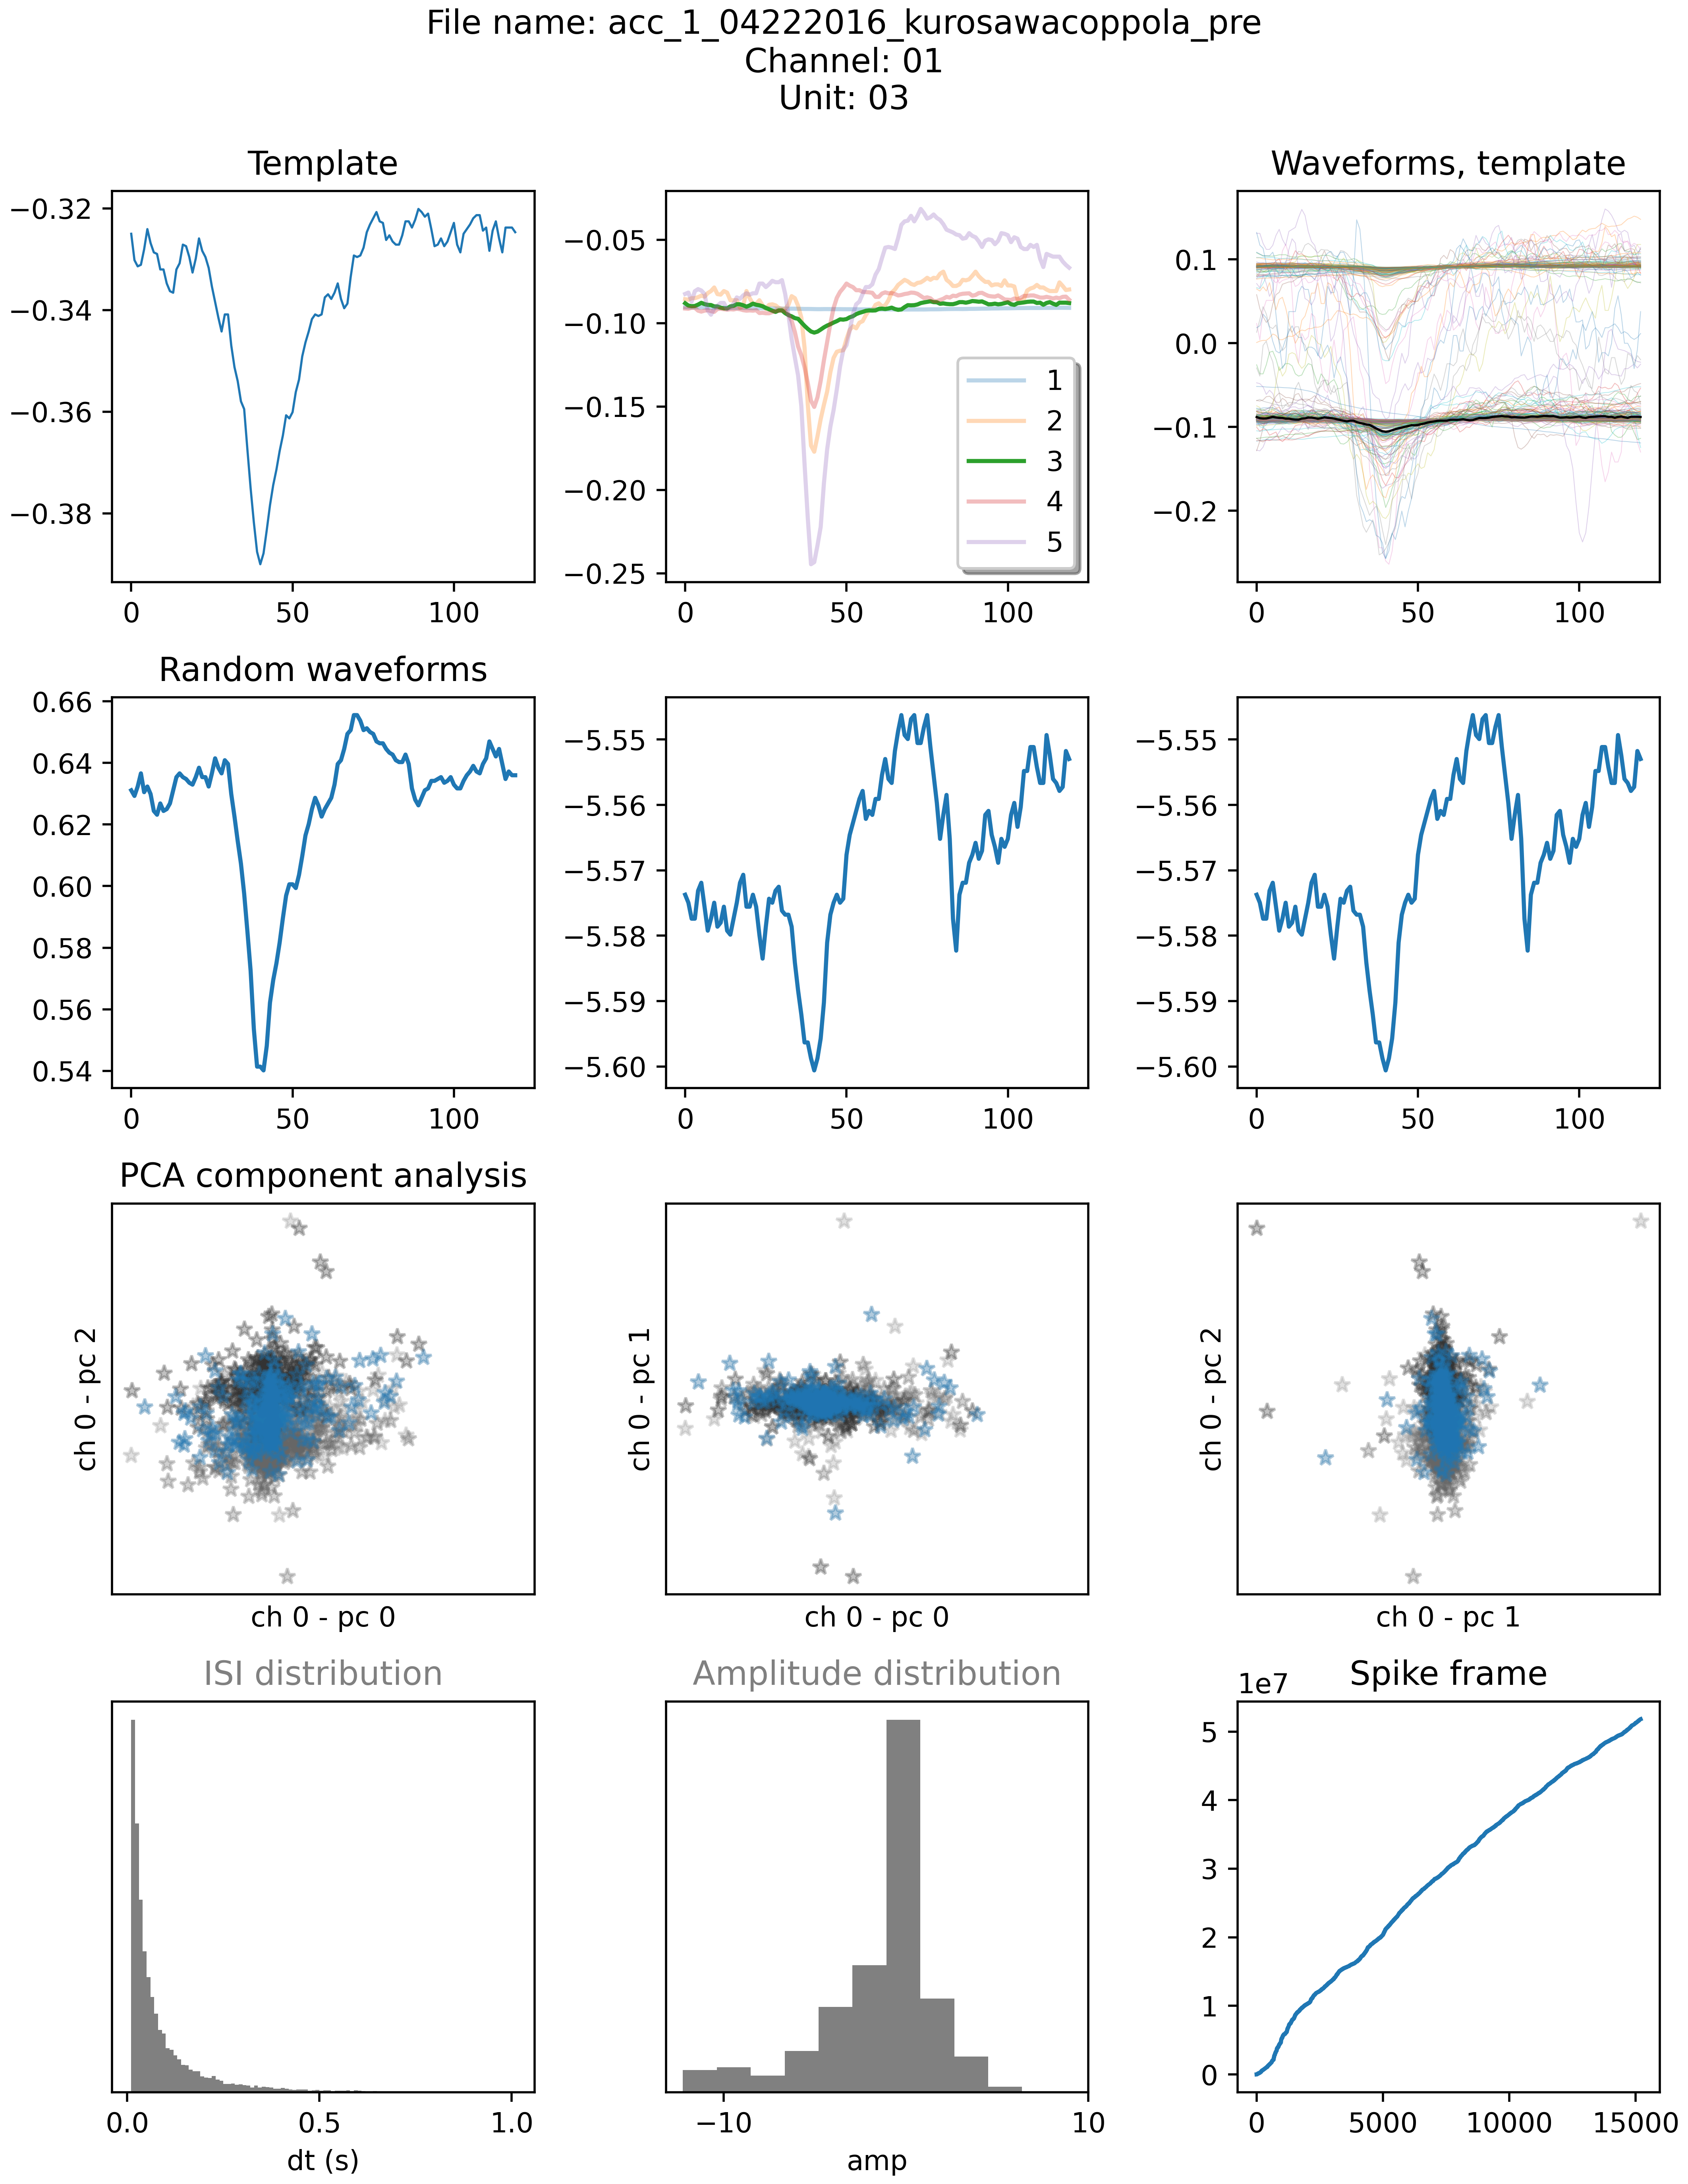 File name: acc_1_04222016_kurosawacoppola_pre
Channel: 01
Unit: 03
Template
Waveforms, template
−0.32
−0.34
−0.36
−0.38
0 50 100
−0.05
−0.10
−0.15
−0.20
−0.25
0 50 100
1
2
3
4
5
0.1
0.0
−0.1
−0.2
0 50 100
Random waveforms
0.66
0.64
0.62
0.60
0.58
0.56
0.54
0 50 100
−5.55
−5.56
−5.57
−5.58
−5.59
−5.60
0 50 100
−5.55
−5.56
−5.57
−5.58
−5.59
−5.60
0 50 100
PCA component analysis
ch 0 - pc 2
ch 0 - pc 0
ch 0 - pc 1
ch 0 - pc 0
ch 0 - pc 2
ch 0 - pc 1
ISI distribution
0.0 0.5 1.0
dt (s)
Amplitude distribution
−10 10
amp
Spike frame
1e7
5
4
3
2
1
0
0 5000 10000 15000